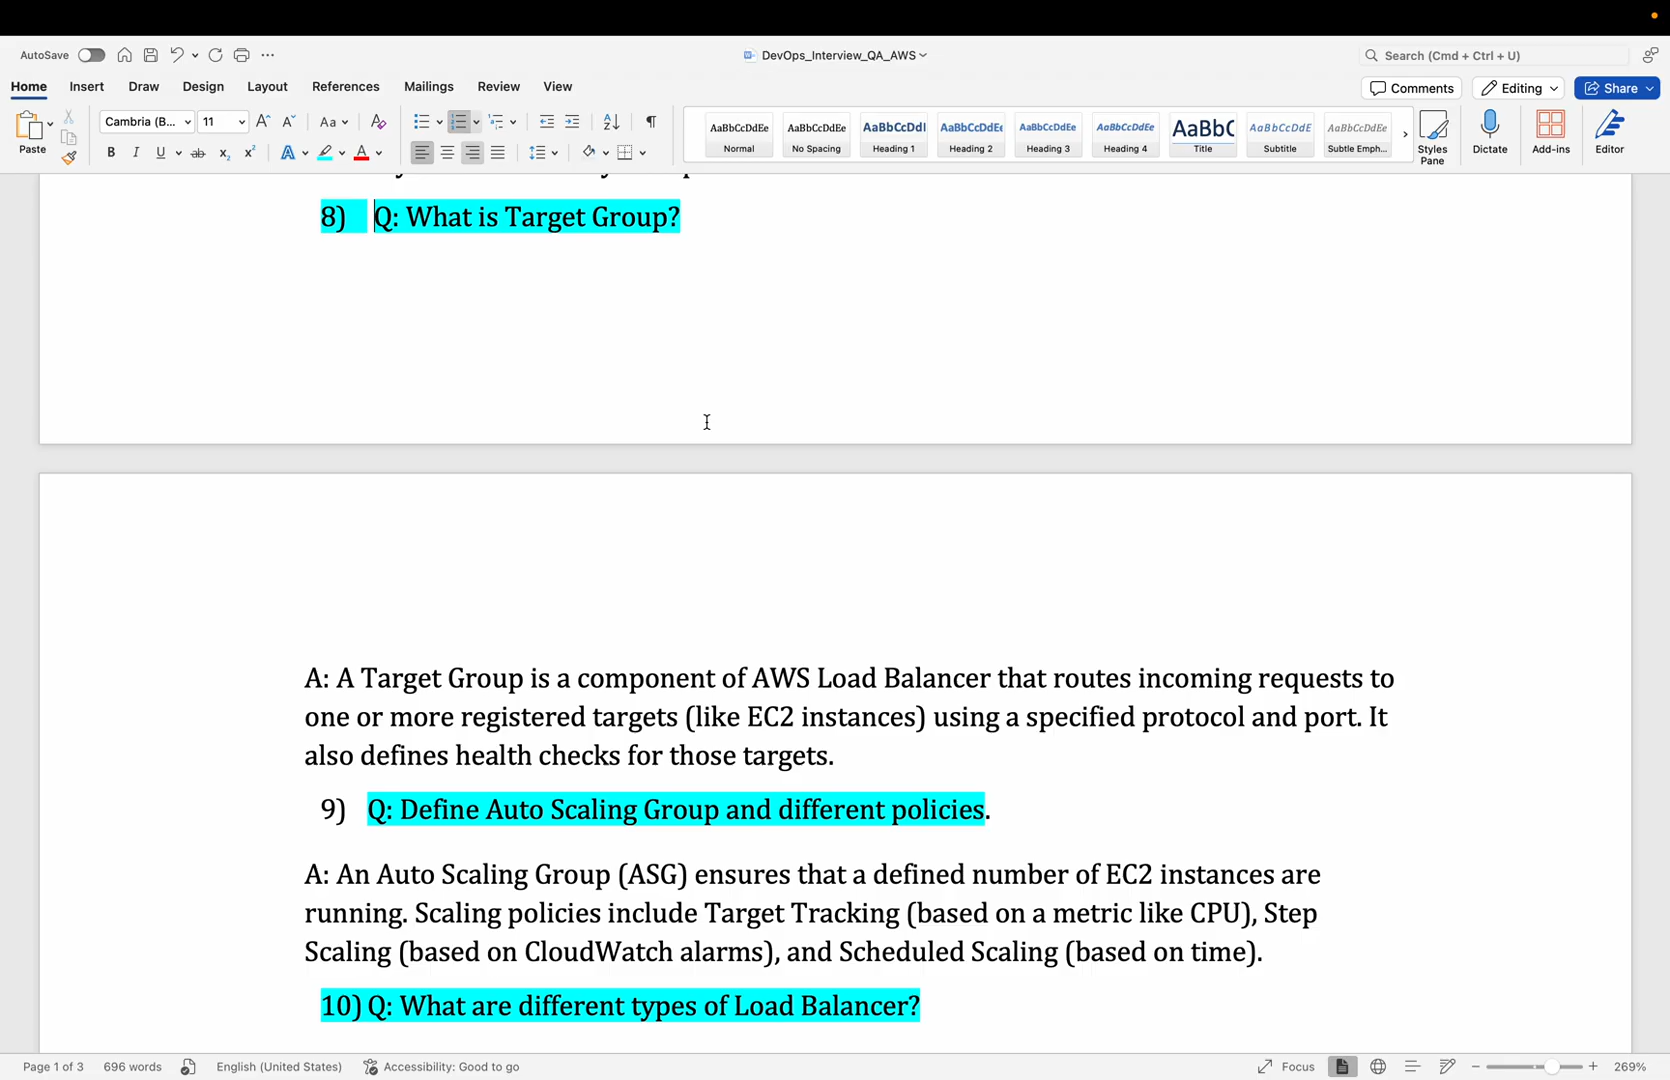 AutoSave
DevOps_Interview_QA_AWS
Search (Cmd + Ctrl + U)
Home Insert Draw Design Layout References Mailings Review View
Comments Editing Share
Paste
Cambria (B... 11
Aa
AaBbCcDdEe AaBbCcDdEe AaBbCcDdI AaBbCcDdEe AaBbCcDdEe AaBbCcDdEe AaBbC AaBbCcDdE AaBbCcDdEe
Normal No Spacing Heading 1 Heading 2 Heading 3 Heading 4 Title Subtitle Subtle Emph...
Styles Pane
Dictate
Add-ins
Editor
8) Q: What is Target Group?
A: A Target Group is a component of AWS Load Balancer that routes incoming requests to
one or more registered targets (like EC2 instances) using a specified protocol and port. It
also defines health checks for those targets.
9) Q: Define Auto Scaling Group and different policies.
A: An Auto Scaling Group (ASG) ensures that a defined number of EC2 instances are
running. Scaling policies include Target Tracking (based on a metric like CPU), Step
Scaling (based on CloudWatch alarms), and Scheduled Scaling (based on time).
10) Q: What are different types of Load Balancer?
Page 1 of 3 696 words English (United States) Accessibility: Good to go Focus 269%